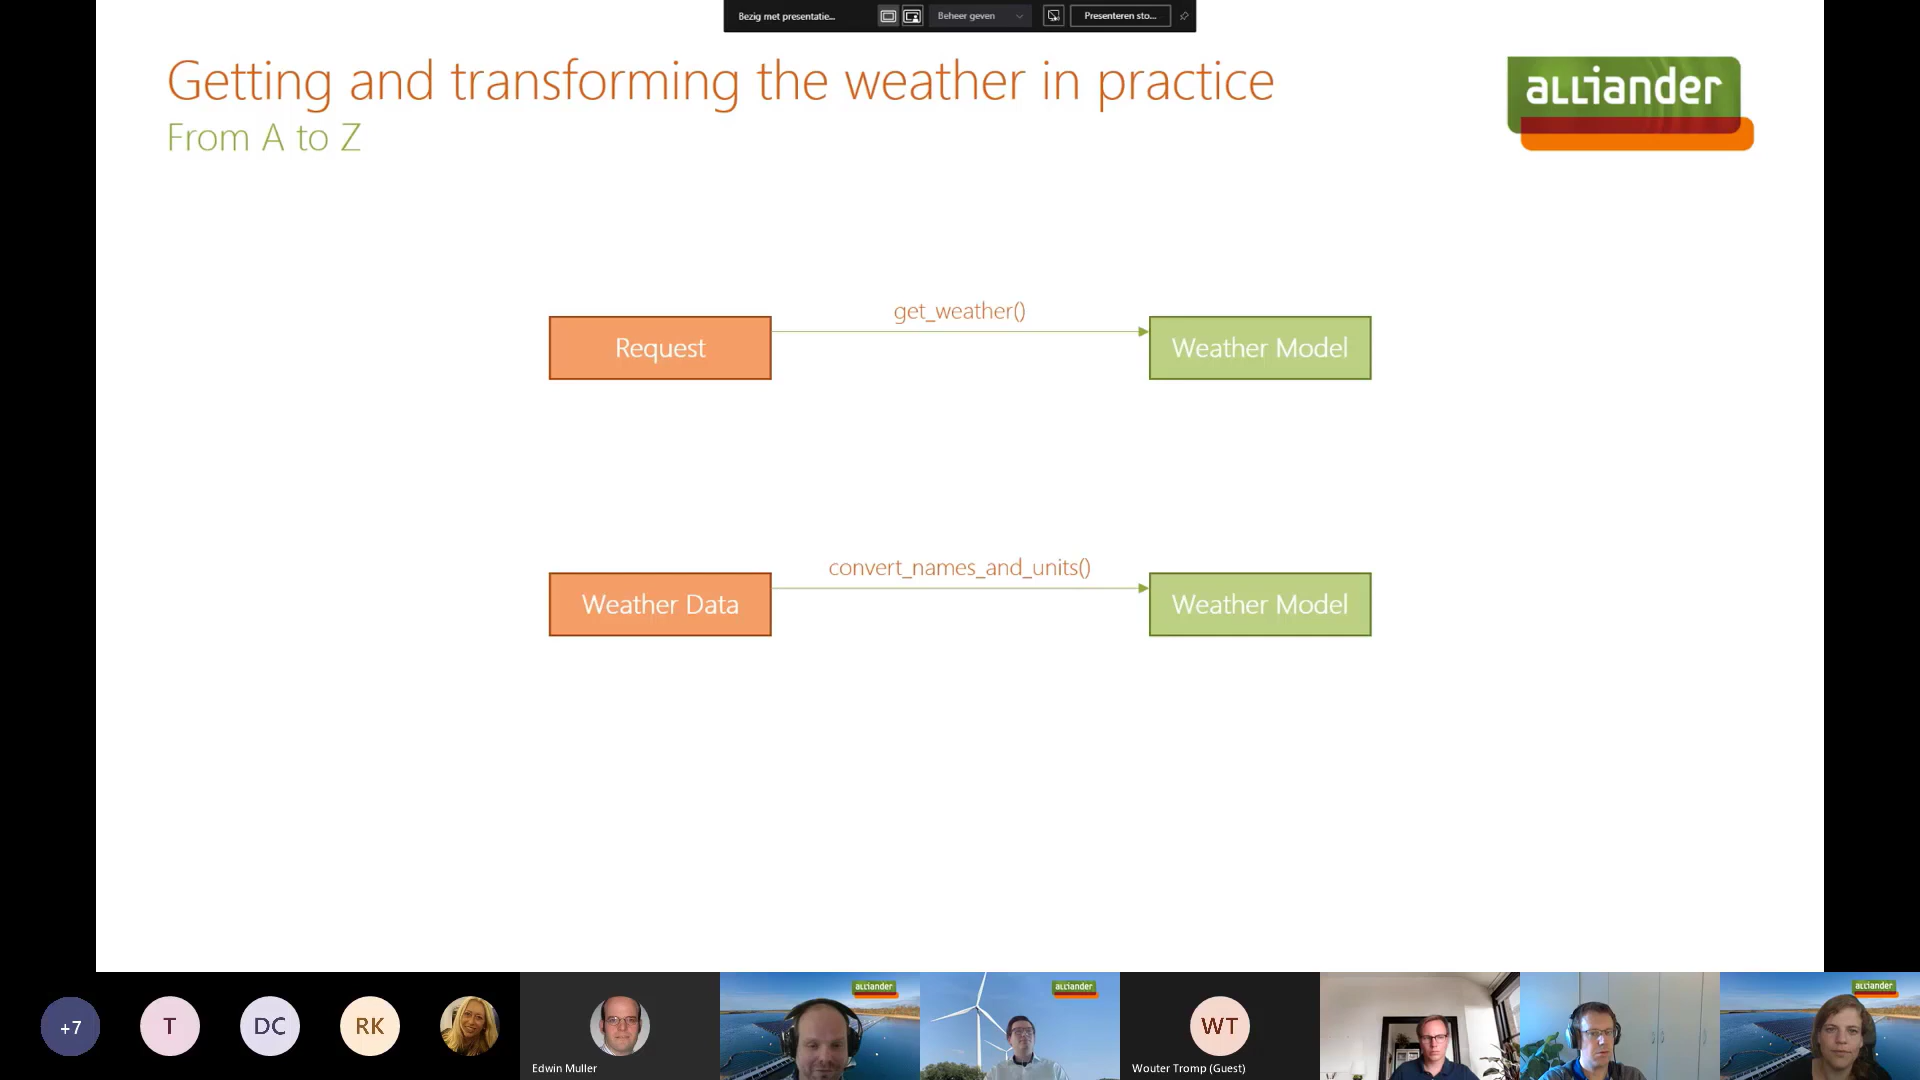 Bezig met presentatie...
Beheer geven
Presenteren sto...
Getting and transforming the weather in practice
From A to Z
alliander
get_weather()
Request
Weather Model
convert_names_and_units()
Weather Data
Weather Model
+7
T
DC
RK
Edwin Muller
alliander
alliander
WT
Wouter Tromp (Guest)
alliander